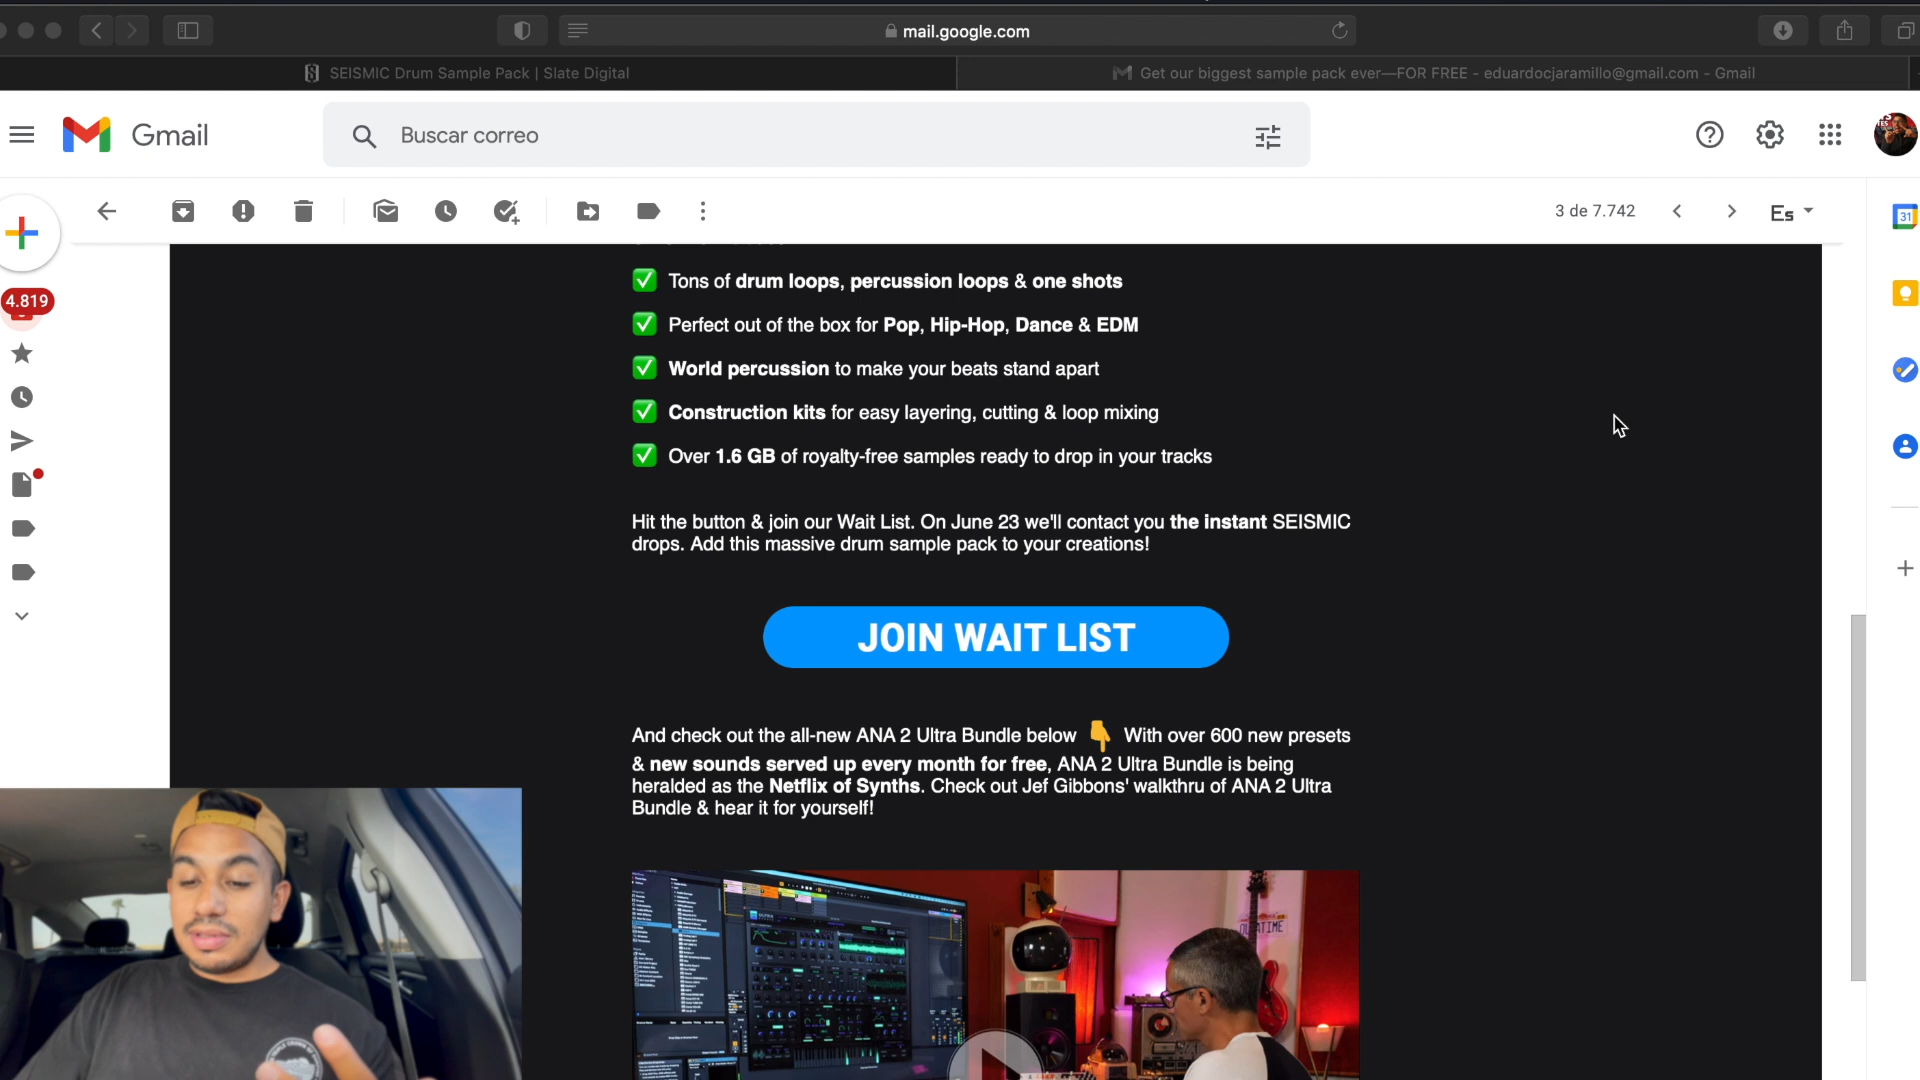 mail.google.com
SEISMIC Drum Sample Pack | Slate Digital
Get our biggest sample pack ever—FOR FREE - eduardocjaramillo@gmail.com - Gmail
Gmail
Buscar correo
3 de 7.742
Es
31
4.819
✅ Tons of drum loops, percussion loops & one shots
✅ Perfect out of the box for Pop, Hip-Hop, Dance & EDM
✅ World percussion to make your beats stand apart
✅ Construction kits for easy layering, cutting & loop mixing
✅ Over 1.6 GB of royalty-free samples ready to drop in your tracks
Hit the button & join our Wait List. On June 23 we'll contact you the instant SEISMIC
drops. Add this massive drum sample pack to your creations!
JOIN WAIT LIST
And check out the all-new ANA 2 Ultra Bundle below 👇 With over 600 new presets
& new sounds served up every month for free, ANA 2 Ultra Bundle is being
heralded as the Netflix of Synths. Check out Jef Gibbons' walkthru of ANA 2 Ultra
Bundle & hear it for yourself!